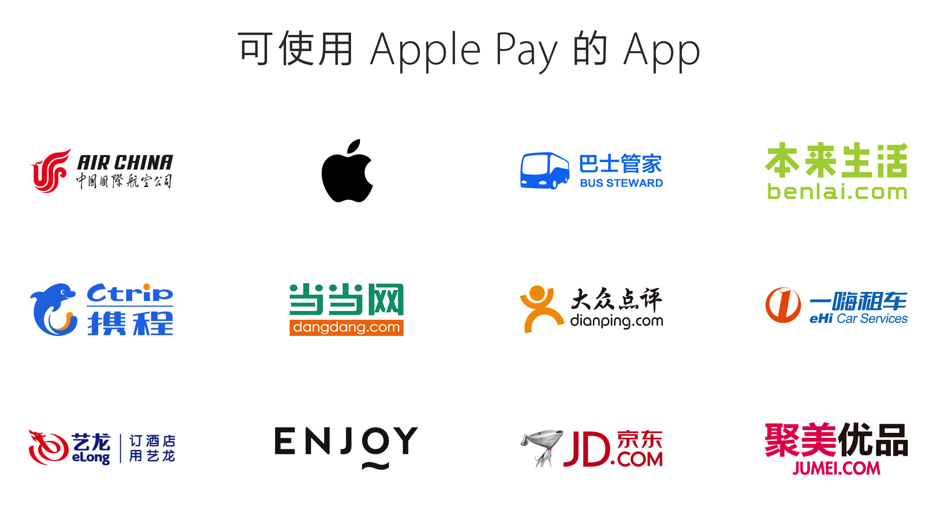 可使用 Apple Pay 的 App
AIR CHINA
中国国際航空公司
巴士管家
BUS STEWARD
本来生活
benlai.com
Ctrip
携程
当当网
dangdang.com
大众点评
dianping.com
一嗨租车
eHi Car Services
艺龙
eLong
订酒店
用艺龙
ENJOY
JD.京东
.COM
聚美优品
JUMEI.COM